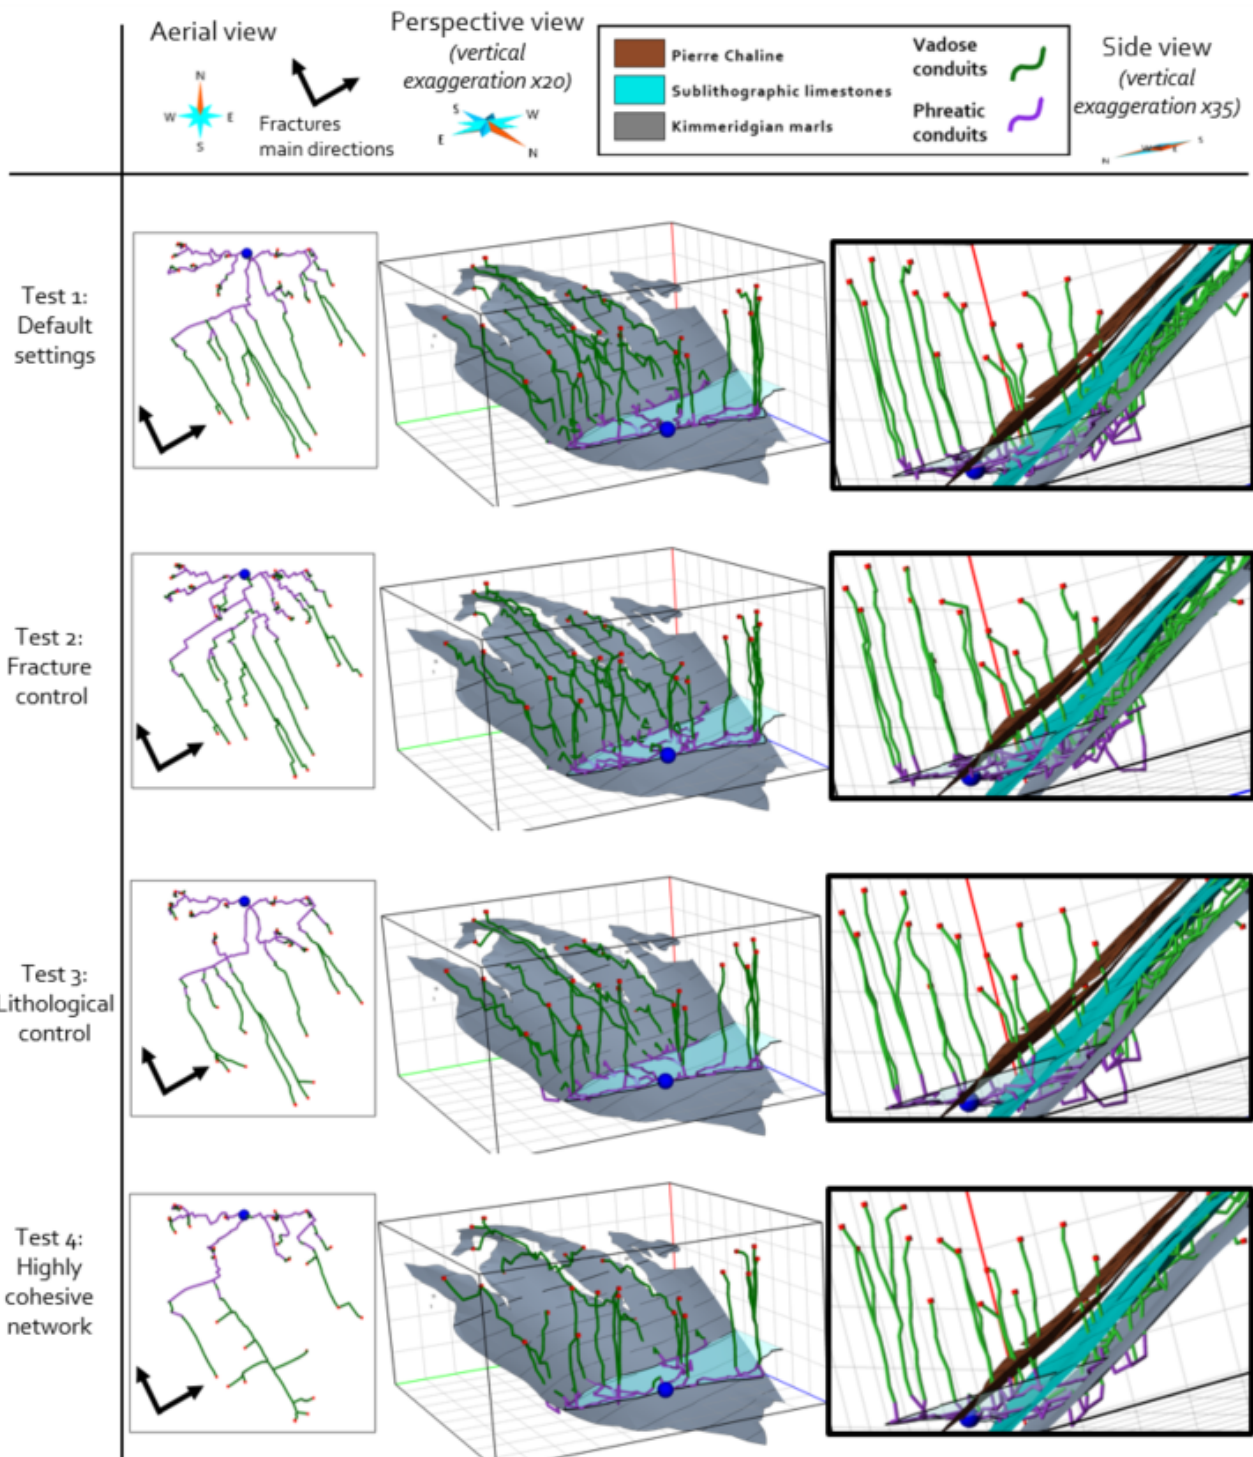 Aerial view
N
W
E
S
Fractures
main directions
Perspective view
(vertical
exaggeration x20)
S
W
E
N
Pierre Chaline
Sublithographic limestones
Kimmeridgian marls
Vadose
conduits
Phreatic
conduits
Side view
(vertical
exaggeration x35)
N
W
E
S
Test 1:
Default
settings
Test 2:
Fracture
control
Test 3:
Lithological
control
Test 4:
Highly
cohesive
network